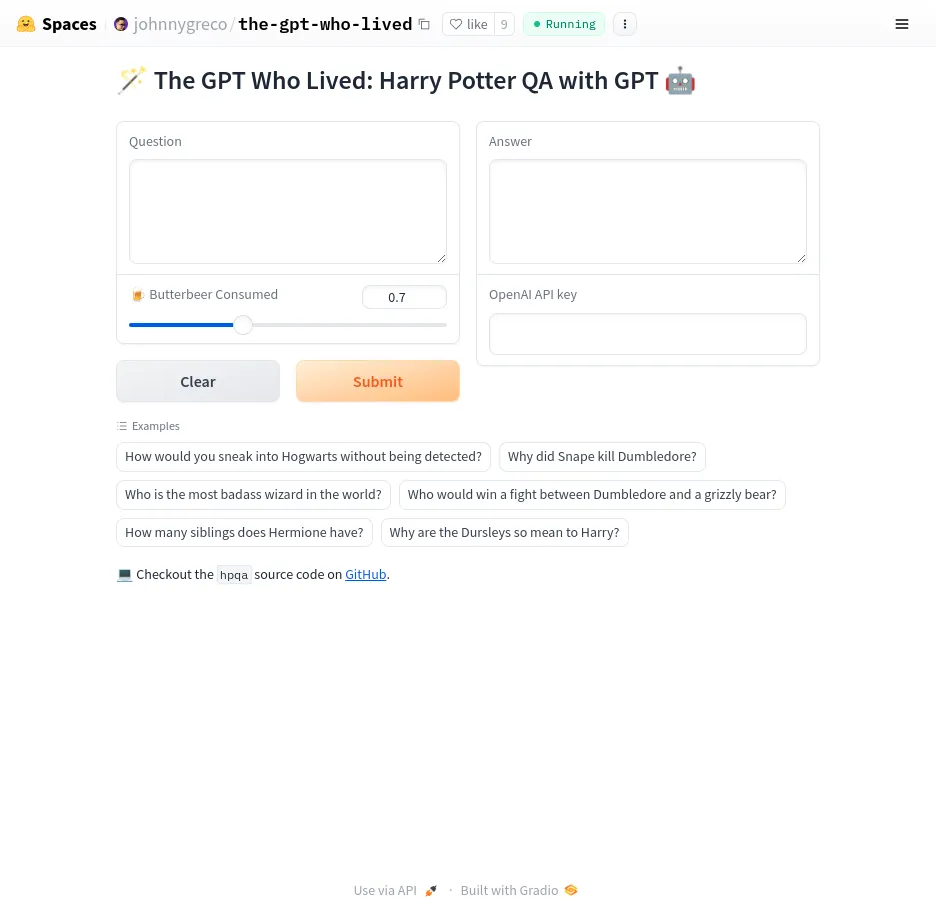 Spaces johnnygreco / the-gpt-who-lived like 9 Running
The GPT Who Lived: Harry Potter QA with GPT
Question
Answer
Butterbeer Consumed 0.7
OpenAI API key
Clear
Submit
Examples
How would you sneak into Hogwarts without being detected? Why did Snape kill Dumbledore?
Who is the most badass wizard in the world? Who would win a fight between Dumbledore and a grizzly bear?
How many siblings does Hermione have? Why are the Dursleys so mean to Harry?
Checkout the hpqa source code on GitHub.
Use via API · Built with Gradio